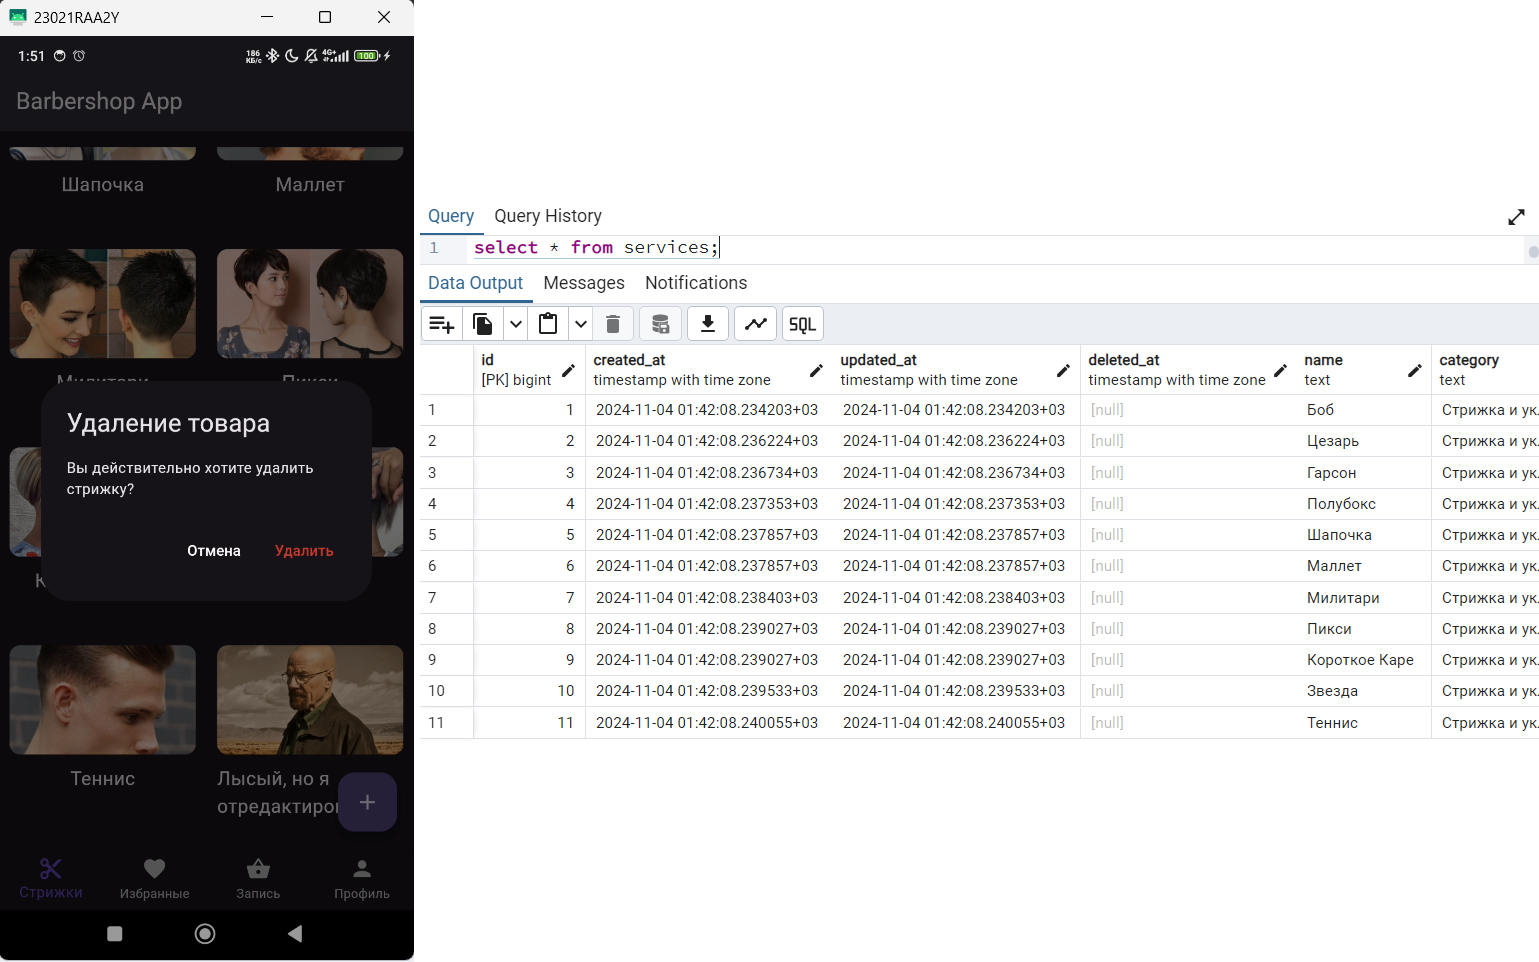 23021RAA2Y
1:51
186
КБ/с
4G+
100
Barbershop App
Шапочка
Маллет
Милитари
Пикси
Удаление товара
Вы действительно хотите удалить
стрижку?
Отмена
Удалить
К
Теннис
Лысый, но я
отредактиро
+
Стрижки
Избранные
Запись
Профиль
Query
Query History
1
select * from services;
Data Output
Messages
Notifications
SQL
id
[PK] bigint
created_at
timestamp with time zone
updated_at
timestamp with time zone
deleted_at
timestamp with time zone
name
text
category
text
1 1 2024-11-04 01:42:08.234203+03 2024-11-04 01:42:08.234203+03 [null] Боб Стрижка и ук.
2 2 2024-11-04 01:42:08.236224+03 2024-11-04 01:42:08.236224+03 [null] Цезарь Стрижка и ук.
3 3 2024-11-04 01:42:08.236734+03 2024-11-04 01:42:08.236734+03 [null] Гарсон Стрижка и ук.
4 4 2024-11-04 01:42:08.237353+03 2024-11-04 01:42:08.237353+03 [null] Полубокс Стрижка и ук.
5 5 2024-11-04 01:42:08.237857+03 2024-11-04 01:42:08.237857+03 [null] Шапочка Стрижка и ук.
6 6 2024-11-04 01:42:08.237857+03 2024-11-04 01:42:08.237857+03 [null] Маллет Стрижка и ук.
7 7 2024-11-04 01:42:08.238403+03 2024-11-04 01:42:08.238403+03 [null] Милитари Стрижка и ук.
8 8 2024-11-04 01:42:08.239027+03 2024-11-04 01:42:08.239027+03 [null] Пикси Стрижка и ук.
9 9 2024-11-04 01:42:08.239027+03 2024-11-04 01:42:08.239027+03 [null] Короткое Каре Стрижка и ук.
10 10 2024-11-04 01:42:08.239533+03 2024-11-04 01:42:08.239533+03 [null] Звезда Стрижка и ук.
11 11 2024-11-04 01:42:08.240055+03 2024-11-04 01:42:08.240055+03 [null] Теннис Стрижка и ук.